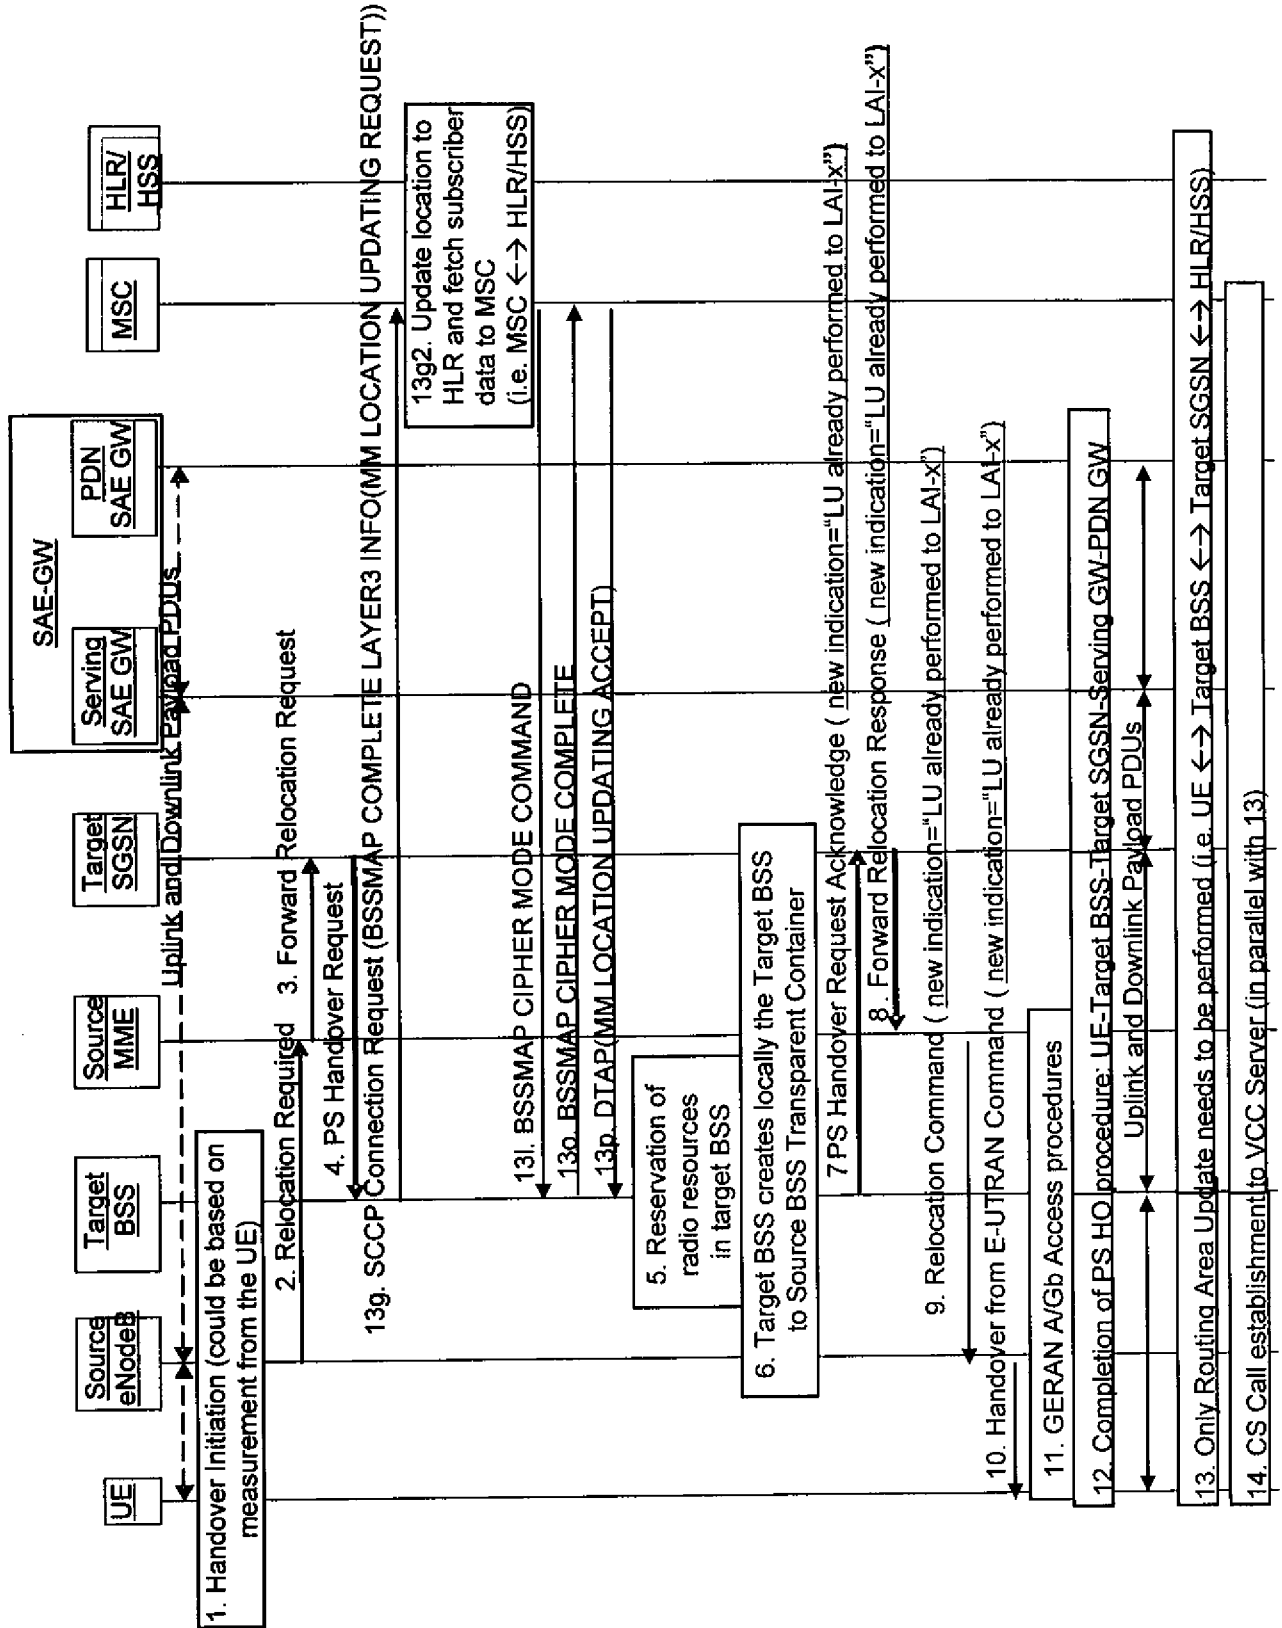 SAE-GW
UE
Source
eNodeB
Target
BSS
Source
MME
Target
SGSN
Serving
SAE GW
PDN
SAE GW
MSC
HLR/
HSS
Uplink and Downlink Payload PDUs
1. Handover Initiation (could be based on
measurement from the UE)
2. Relocation Required
3. Forward Relocation Request
4. PS Handover Request
13g. SCCP Connection Request (BSSMAP COMPLETE LAYER3 INFO(MM LOCATION UPDATING REQUEST))
13g2. Update location to
HLR and fetch subscriber
data to MSC
(i.e. MSC ←→ HLR/HSS)
13l. BSSMAP CIPHER MODE COMMAND
13o. BSSMAP CIPHER MODE COMPLETE
13p. DTAP(MM LOCATION UPDATING ACCEPT)
5. Reservation of
radio resources
in target BSS
6. Target BSS creates locally the Target BSS
to Source BSS Transparent Container
7 PS Handover Request Acknowledge ( new indication="LU already performed to LAI-x")
8 . Forward Relocation Response ( new indication="LU already performed to LAI-x")
9. Relocation Command ( new indication="LU already performed to LAI-x")
10. Handover from E-UTRAN Command ( new indication="LU already performed to LAI-x")
11. GERAN A/Gb Access procedures
12. Completion of PS HO procedure: UE-Target BSS-Target SGSN-Serving GW-PDN GW
Uplink and Downlink Payload PDUs
13. Only Routing Area Update needs to be performed (i.e. UE ←→ Target BSS ←→ Target SGSN ←→ HLR/HSS)
14. CS Call establishment to VCC Server (in parallel with 13)